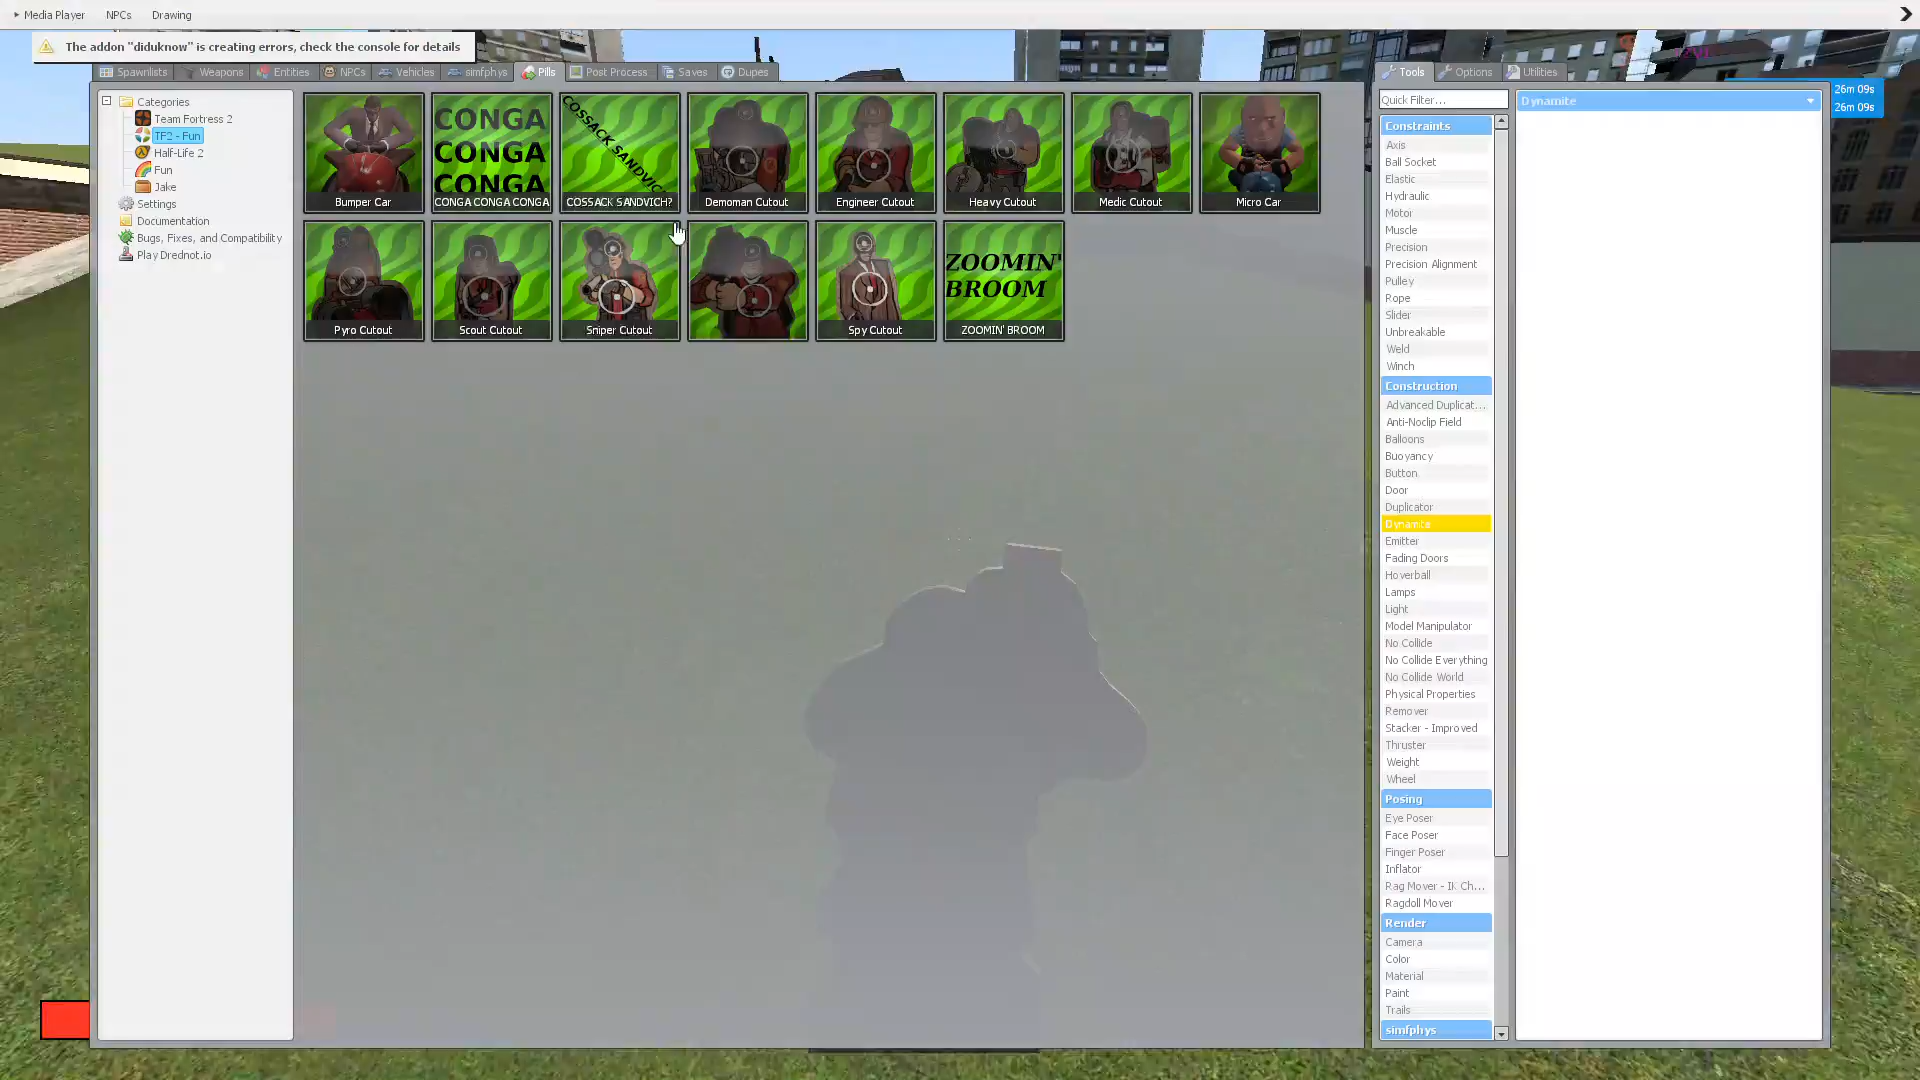 Media Player NPCs Drawing
The addon "diduknow" is creating errors, check the console for details
Spawnlists Weapons Entities NPCs Vehicles simfphys Pills Post Process Saves Dupes
Tools Options Utilities
26m 09s
26m 09s
Categories
Team Fortress 2
TF2 - Fun
Half-Life 2
Fun
Jake
Settings
Documentation
Bugs, Fixes, and Compatibility
Play Drednot.io
Bumper Car
CONGA
CONGA
CONGA
CONGA CONGA CONGA
COSSACK SANDVICH?
COSSACK SANDVICH?
Demoman Cutout
Engineer Cutout
Heavy Cutout
Medic Cutout
Micro Car
Pyro Cutout
Scout Cutout
Sniper Cutout
Spy Cutout
ZOOMIN'
BROOM
ZOOMIN' BROOM
Quick Filter...
Constraints
Axis
Ball Socket
Elastic
Hydraulic
Motor
Muscle
Precision
Precision Alignment
Pulley
Rope
Slider
Unbreakable
Weld
Winch
Construction
Advanced Duplicat...
Anti-Noclip Field
Balloons
Buoyancy
Button
Door
Duplicator
Dynamite
Emitter
Fading Doors
Hoverball
Lamps
Light
Model Manipulator
No Collide
No Collide Everything
No Collide World
Physical Properties
Remover
Stacker - Improved
Thruster
Weight
Wheel
Posing
Eye Poser
Face Poser
Finger Poser
Inflator
Rag Mover - IK Ch...
Ragdoll Mover
Render
Camera
Color
Material
Paint
Trails
simfphys
Dynamite